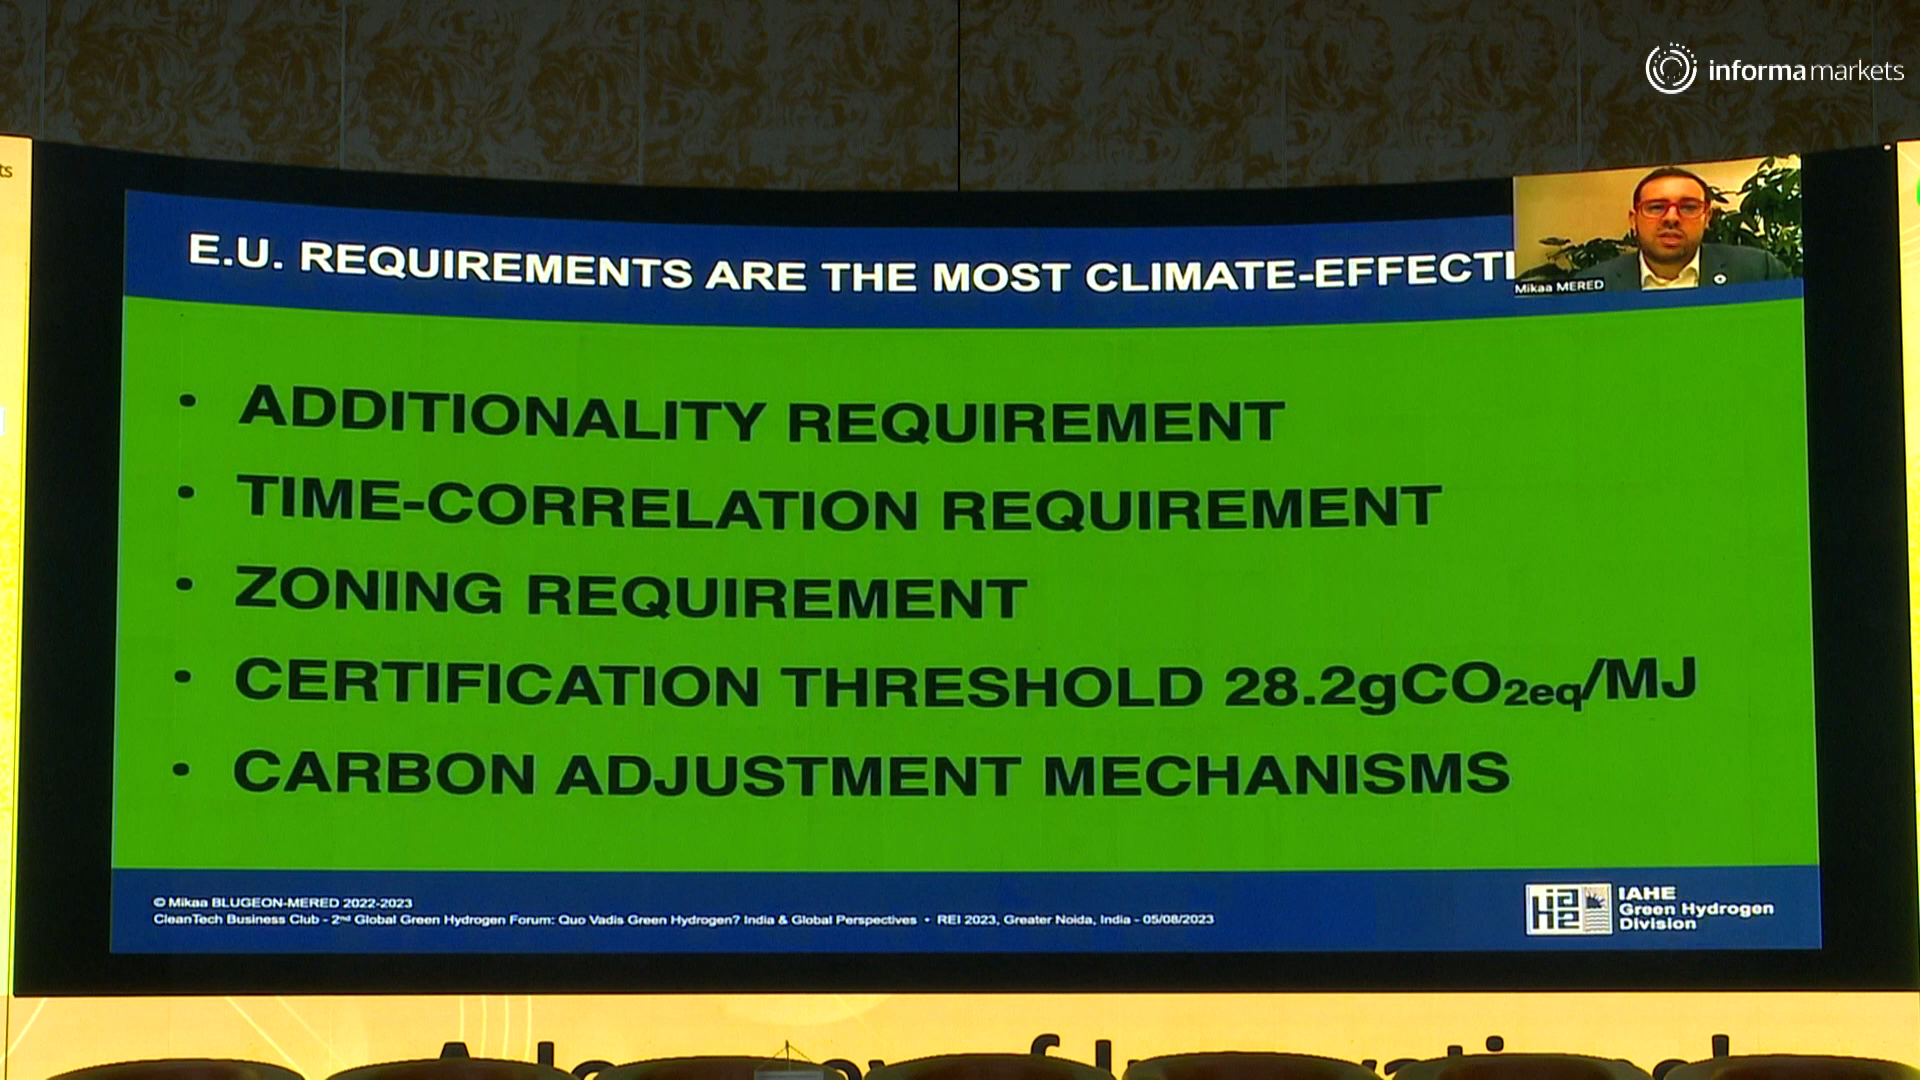 informa markets
ts
E.U. REQUIREMENTS ARE THE MOST CLIMATE-EFFECTI
Mikaa MERED
• ADDITIONALITY REQUIREMENT
• TIME-CORRELATION REQUIREMENT
• ZONING REQUIREMENT
• CERTIFICATION THRESHOLD 28.2gCO2eq/MJ
• CARBON ADJUSTMENT MECHANISMS
© Mikaa BLUGEON-MERED 2022-2023
CleanTech Business Club - 2nd Global Green Hydrogen Forum: Quo Vadis Green Hydrogen? India & Global Perspectives • REI 2023, Greater Noida, India - 05/08/2023
IAHE
Green Hydrogen
Division